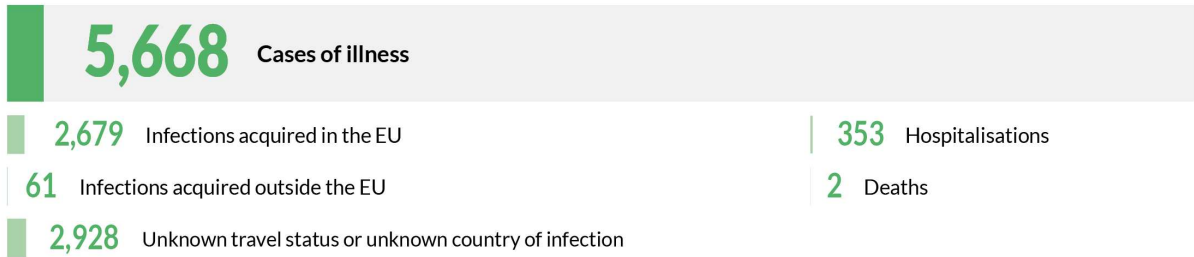 5,668 Cases of illness
2,679 Infections acquired in the EU
353 Hospitalisations
61 Infections acquired outside the EU
2 Deaths
2,928 Unknown travel status or unknown country of infection